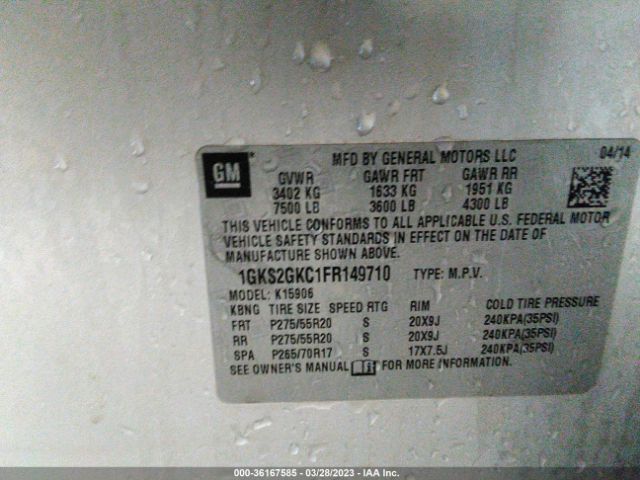 GM
MFD BY GENERAL MOTORS LLC 04/14
GVWR GAWR FRT GAWR RR
3402 KG 1633 KG 1951 KG
7500 LB 3600 LB 4300 LB
THIS VEHICLE CONFORMS TO ALL APPLICABLE U.S. FEDERAL MOTOR
VEHICLE SAFETY STANDARDS IN EFFECT ON THE DATE OF
MANUFACTURE SHOWN ABOVE.
1GKS2GKC1FR149710 TYPE: M.P.V.
MODEL: K15906
KBNG TIRE SIZE SPEED RTG RIM COLD TIRE PRESSURE
FRT P275/55R20 S 20X9J 240KPA(35PSI)
RR P275/55R20 S 20X9J 240KPA(35PSI)
SPA P265/70R17 S 17X7.5J 240KPA(35PSI)
SEE OWNER'S MANUAL FOR MORE INFORMATION.
000-36167585 - 03/28/2023 - IAA Inc.